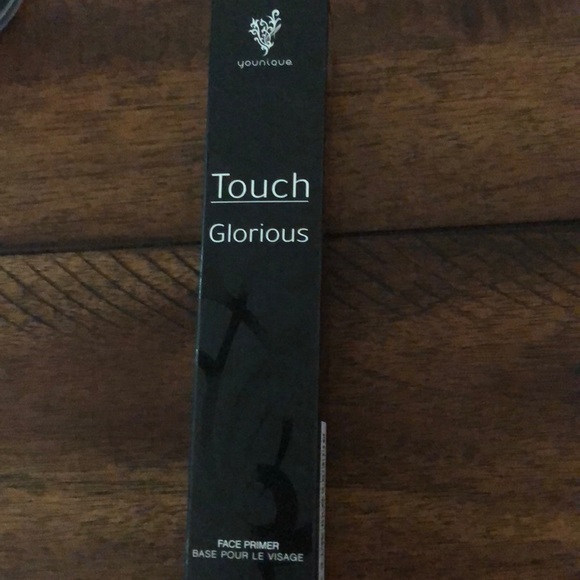 younique
Touch
Glorious
FACE PRIMER
BASE POUR LE VISAGE